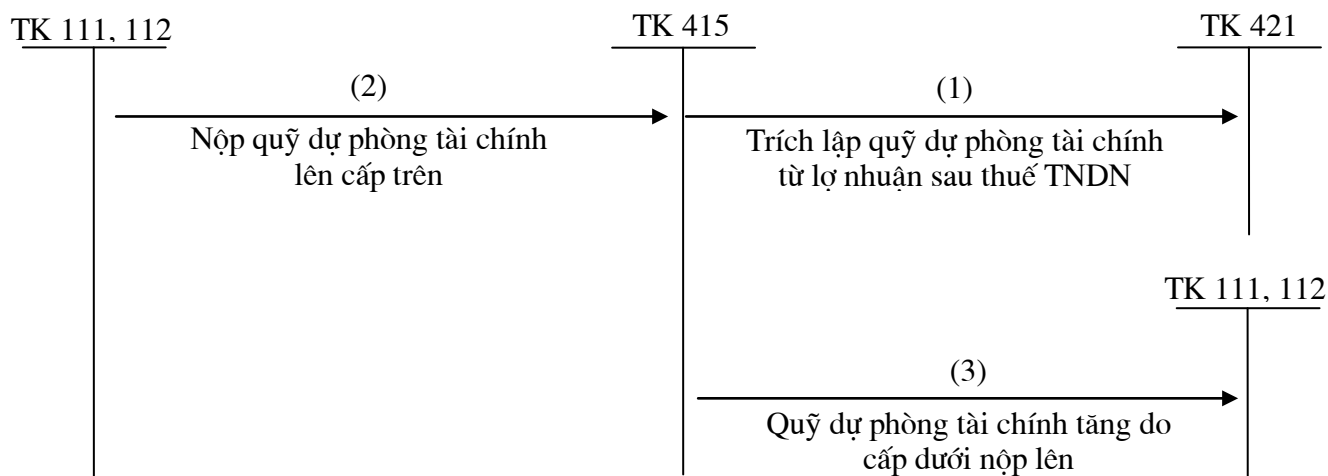 TK 111, 112
TK 415
TK 421
(2)
Nộp quỹ dự phòng tài chính
lên cấp trên
(1)
Trích lập quỹ dự phòng tài chính
từ lợ nhuận sau thuế TNDN
TK 111, 112
(3)
Quỹ dự phòng tài chính tăng do
cấp dưới nộp lên